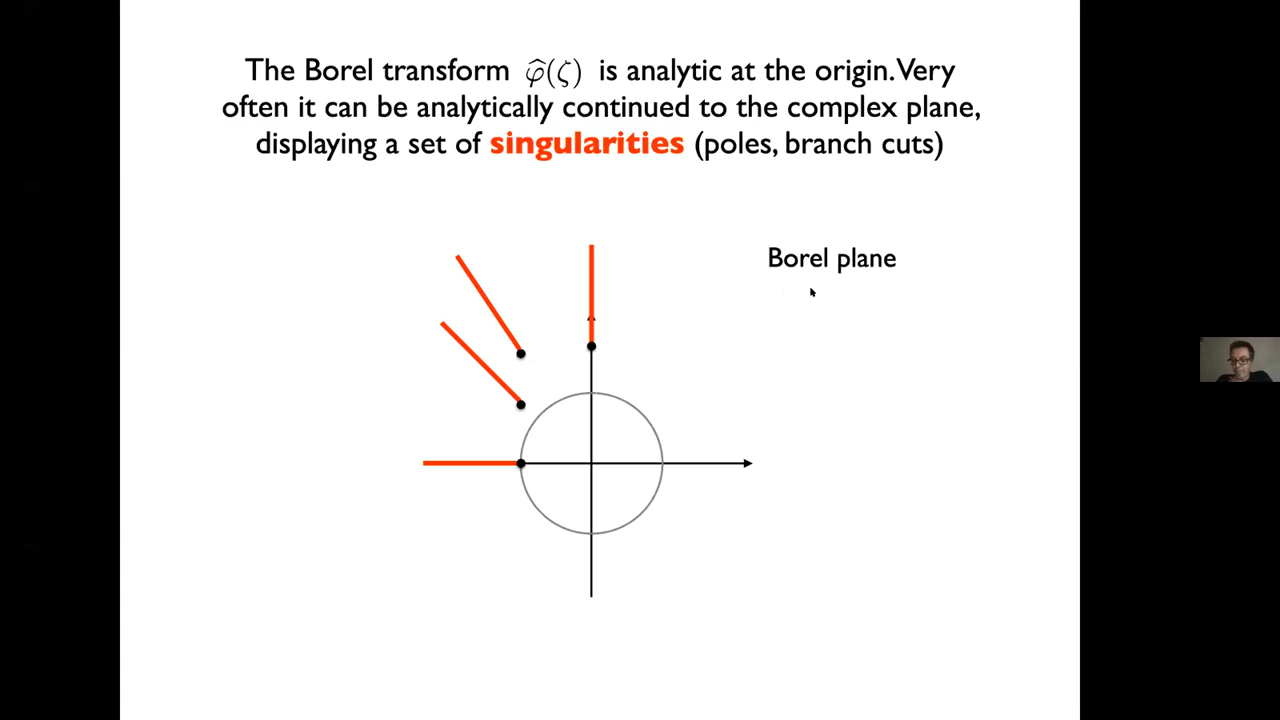 The Borel transform φ̂(ζ) is analytic at the origin. Very
often it can be analytically continued to the complex plane,
displaying a set of singularities (poles, branch cuts)
Borel plane